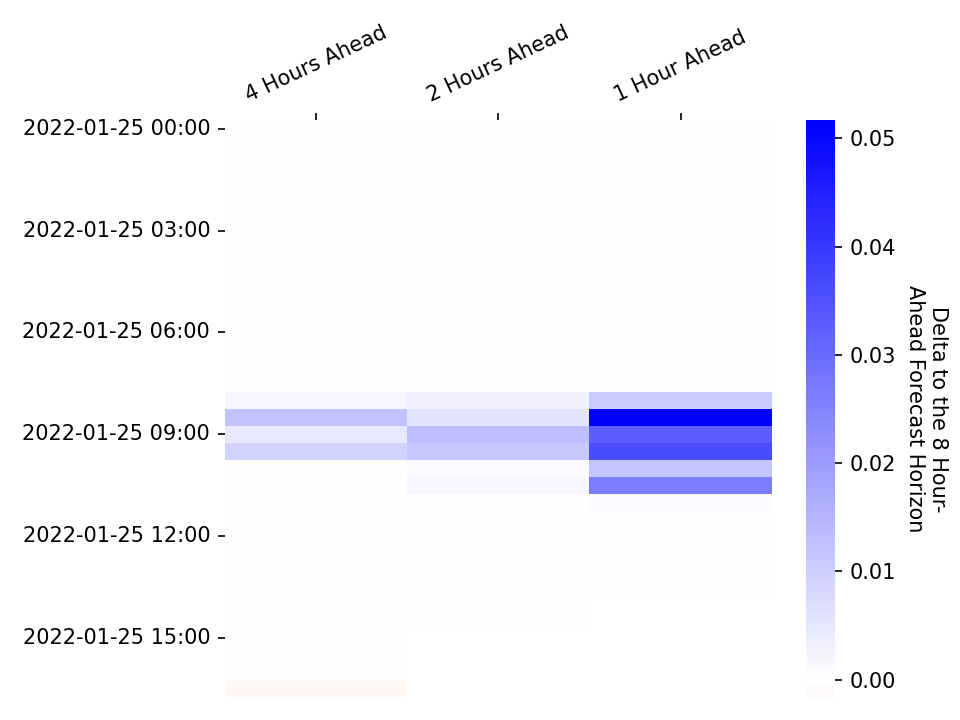 4 Hours Ahead
2 Hours Ahead
1 Hour Ahead
2022-01-25 00:00
2022-01-25 03:00
2022-01-25 06:00
2022-01-25 09:00
2022-01-25 12:00
2022-01-25 15:00
0.05
0.04
0.03
0.02
0.01
0.00
Delta to the 8 Hour-
Ahead Forecast Horizon